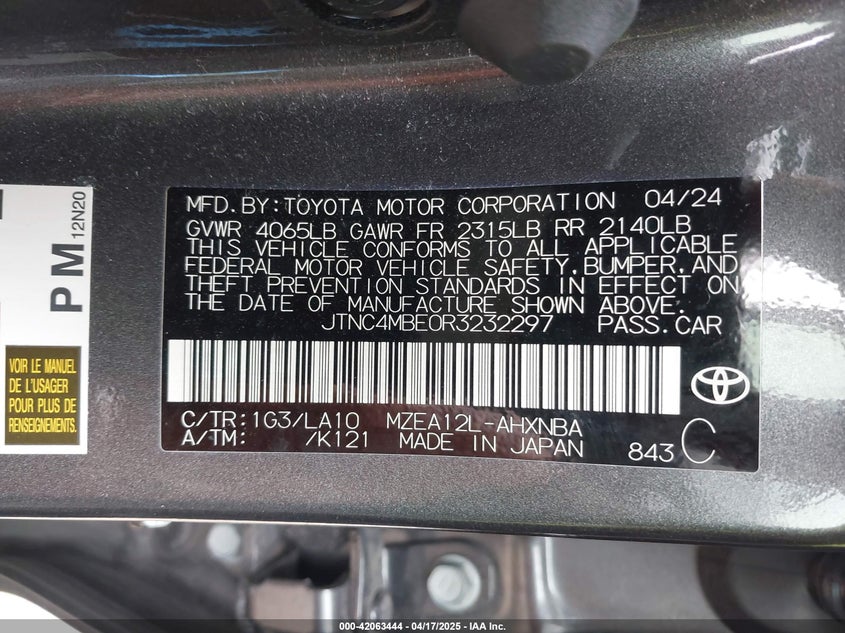 PM 12N20
VOIR LE MANUEL
DE L'USAGER
POUR PLUS DE
RENSEIGNEMENTS.
MFD.BY:TOYOTA MOTOR CORPORATION 04/24
GVWR 4065LB GAWR FR 2315LB RR 2140LB
THIS VEHICLE CONFORMS TO ALL APPLICABLE
FEDERAL MOTOR VEHICLE SAFETY,BUMPER,AND
THEFT PREVENTION STANDARDS IN EFFECT ON
THE DATE OF MANUFACTURE SHOWN ABOVE.
JTNC4MBE0R3232297 PASS.CAR
C/TR:1G3/LA10 MZEA12L-AHXNBA
A/TM: /K121 MADE IN JAPAN 843 C
000-42063444 - 04/17/2025 - IAA Inc.